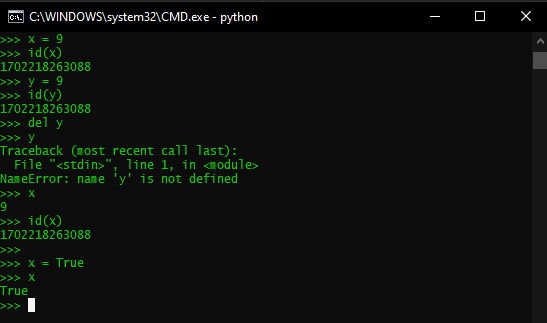 C:\WINDOWS\system32\CMD.exe - python
>>> x = 9
>>> id(x)
1702218263088
>>> y = 9
>>> id(y)
1702218263088
>>> del y
>>> y
Traceback (most recent call last):
  File "<stdin>", line 1, in <module>
NameError: name 'y' is not defined
>>> x
9
>>> id(x)
1702218263088
>>>
>>> x = True
>>> x
True
>>>